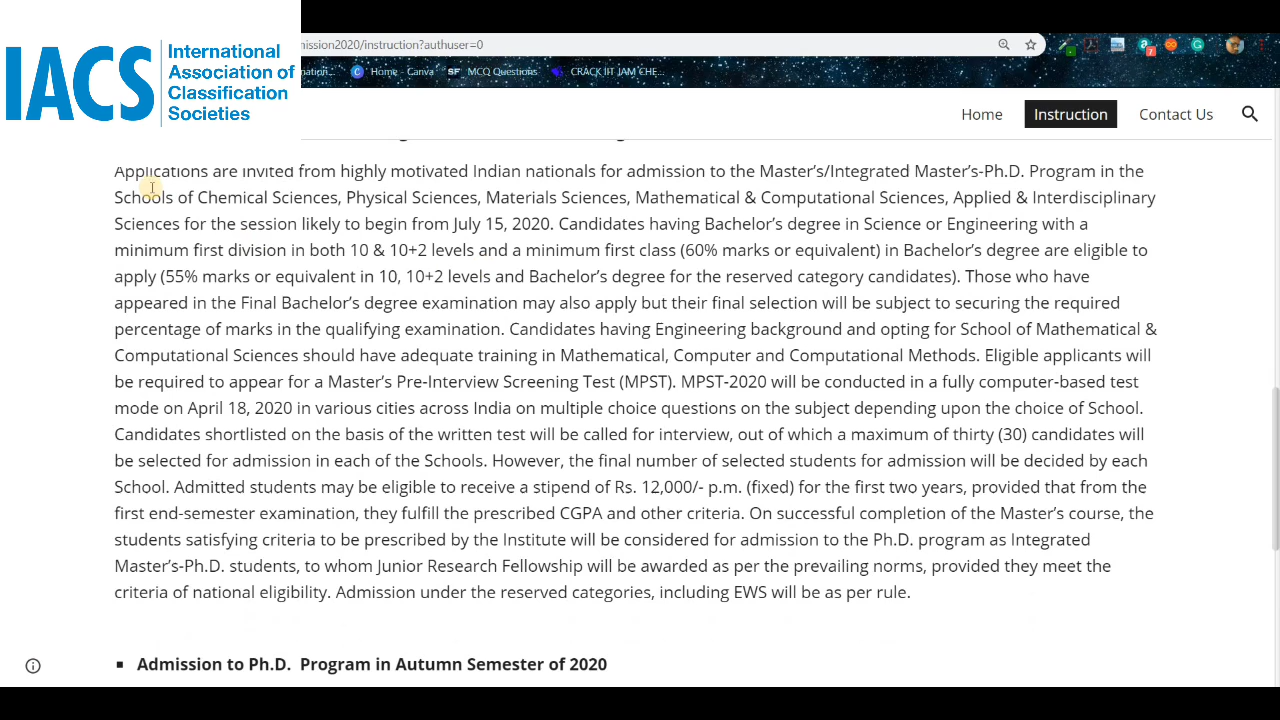 IACS
International
Association of
Classification
Societies
mission2020/instruction?authuser=0
Home - Canva
SF MCQ Questions
CRACK IIT JAM CHE...
Home
Instruction
Contact Us
Applications are invited from highly motivated Indian nationals for admission to the Master's/Integrated Master's-Ph.D. Program in the
Schools of Chemical Sciences, Physical Sciences, Materials Sciences, Mathematical & Computational Sciences, Applied & Interdisciplinary
Sciences for the session likely to begin from July 15, 2020. Candidates having Bachelor's degree in Science or Engineering with a
minimum first division in both 10 & 10+2 levels and a minimum first class (60% marks or equivalent) in Bachelor's degree are eligible to
apply (55% marks or equivalent in 10, 10+2 levels and Bachelor's degree for the reserved category candidates). Those who have
appeared in the Final Bachelor's degree examination may also apply but their final selection will be subject to securing the required
percentage of marks in the qualifying examination. Candidates having Engineering background and opting for School of Mathematical &
Computational Sciences should have adequate training in Mathematical, Computer and Computational Methods. Eligible applicants will
be required to appear for a Master's Pre-Interview Screening Test (MPST). MPST-2020 will be conducted in a fully computer-based test
mode on April 18, 2020 in various cities across India on multiple choice questions on the subject depending upon the choice of School.
Candidates shortlisted on the basis of the written test will be called for interview, out of which a maximum of thirty (30) candidates will
be selected for admission in each of the Schools. However, the final number of selected students for admission will be decided by each
School. Admitted students may be eligible to receive a stipend of Rs. 12,000/- p.m. (fixed) for the first two years, provided that from the
first end-semester examination, they fulfill the prescribed CGPA and other criteria. On successful completion of the Master's course, the
students satisfying criteria to be prescribed by the Institute will be considered for admission to the Ph.D. program as Integrated
Master's-Ph.D. students, to whom Junior Research Fellowship will be awarded as per the prevailing norms, provided they meet the
criteria of national eligibility. Admission under the reserved categories, including EWS will be as per rule.
▪ Admission to Ph.D. Program in Autumn Semester of 2020